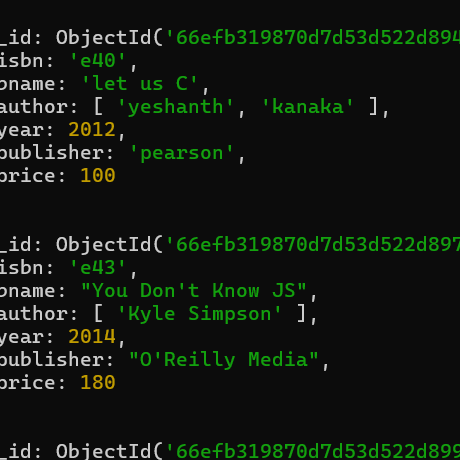 _id: ObjectId('66efb319870d7d53d522d894
isbn: 'e40',
bname: 'let us C',
author: [ 'yeshanth', 'kanaka' ],
year: 2012,
publisher: 'pearson',
price: 100
_id: ObjectId('66efb319870d7d53d522d897
isbn: 'e43',
bname: "You Don't Know JS",
author: [ 'Kyle Simpson' ],
year: 2014,
publisher: "O'Reilly Media",
price: 180
_id: ObjectId('66efb319870d7d53d522d899